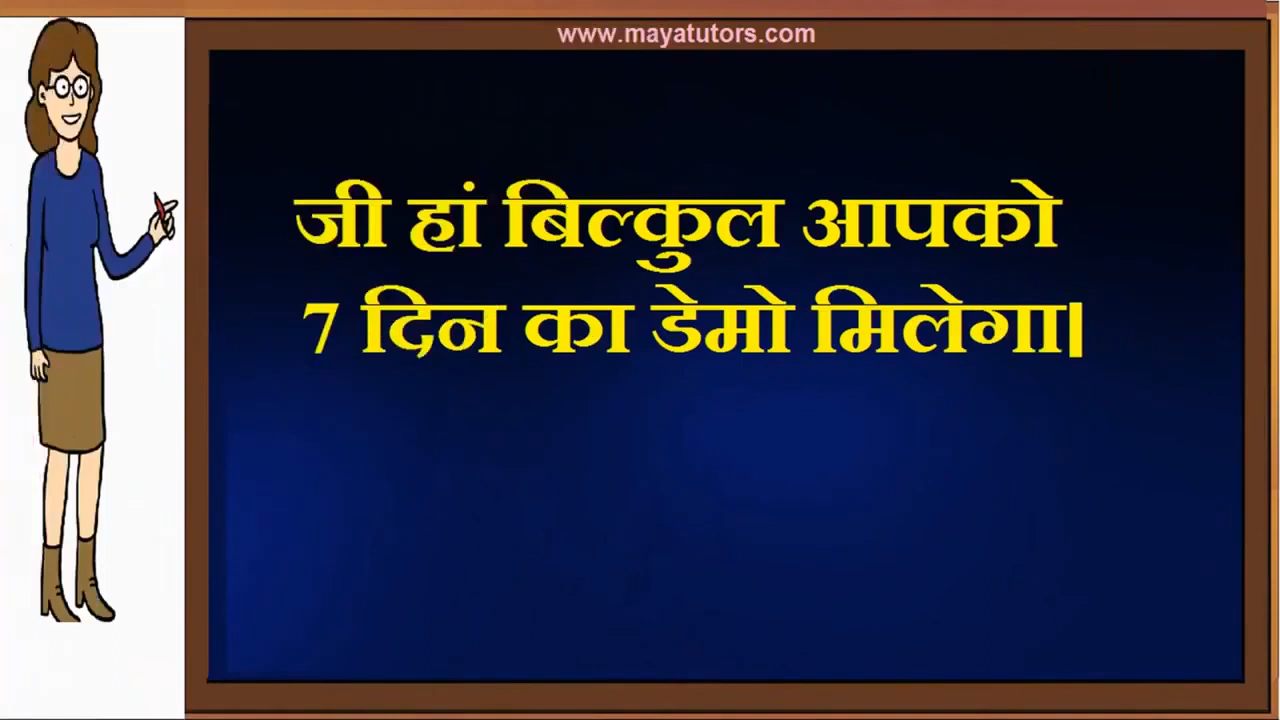 www.mayatutors.com
जी हां बिल्कुल आपको
7 दिन का डेमो मिलेगा।